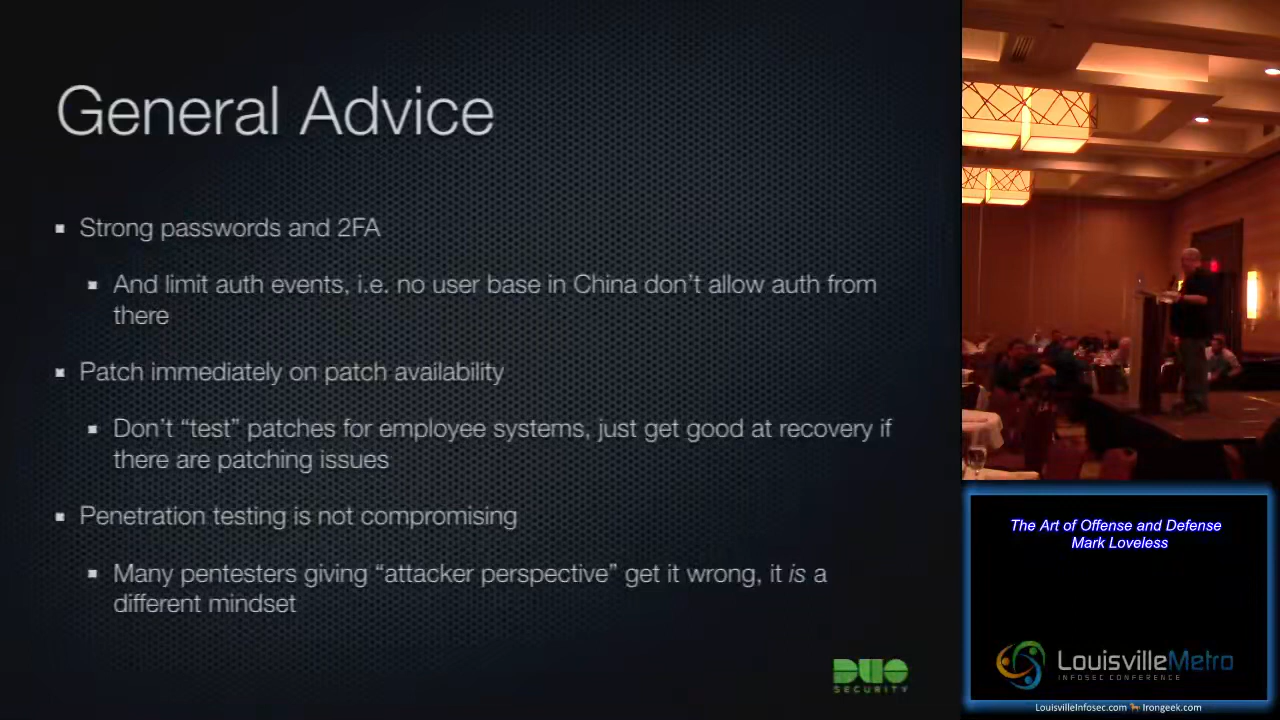 General Advice
Strong passwords and 2FA
And limit auth events, i.e. no user base in China don’t allow auth from
there
Patch immediately on patch availability
Don’t “test” patches for employee systems, just get good at recovery if
there are patching issues
Penetration testing is not compromising
Many pentesters giving “attacker perspective” get it wrong, it is a
different mindset
DUO
SECURITY
The Art of Offense and Defense
Mark Loveless
LouisvilleMetro
INFOSEC CONFERENCE
LouisvilleInfosec.com Irongeek.com